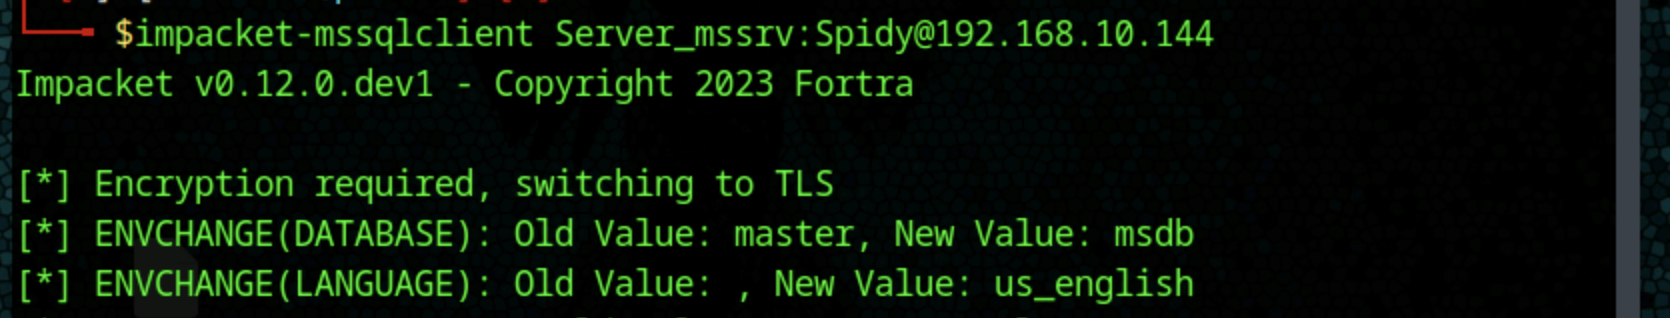 $impacket-mssqlclient Server_mssrv:Spidy@192.168.10.144
Impacket v0.12.0.dev1 - Copyright 2023 Fortra
[*] Encryption required, switching to TLS
[*] ENVCHANGE(DATABASE): Old Value: master, New Value: msdb
[*] ENVCHANGE(LANGUAGE): Old Value: , New Value: us_english